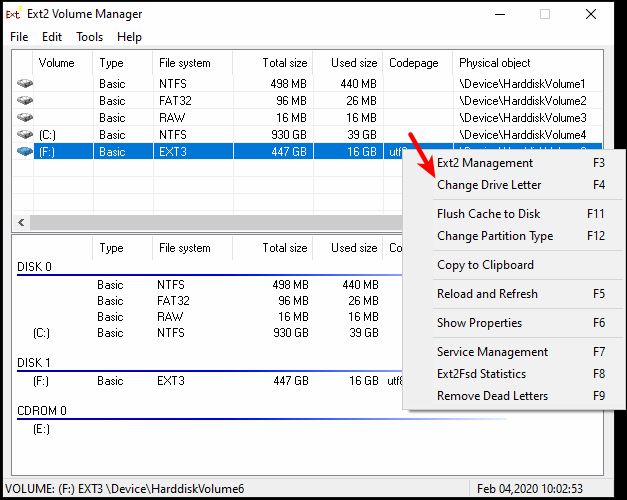 Ext2 Volume Manager
File Edit Tools Help
Volume Type File system Total size Used size Codepage Physical object
Basic NTFS 498 MB 440 MB \Device\HarddiskVolume1
Basic FAT32 96 MB 26 MB \Device\HarddiskVolume2
Basic RAW 16 MB 16 MB \Device\HarddiskVolume3
(C:) Basic NTFS 930 GB 39 GB \Device\HarddiskVolume4
(F:) Basic EXT3 447 GB 16 GB
Ext2 Management F3
Change Drive Letter F4
Flush Cache to Disk F11
Change Partition Type F12
Copy to Clipboard
Reload and Refresh F5
Show Properties F6
Service Management F7
Ext2Fsd Statistics F8
Remove Dead Letters F9
Type File system Total size Used size
DISK 0
Basic NTFS 498 MB 440 MB
Basic FAT32 96 MB 26 MB
Basic RAW 16 MB 16 MB
(C:) Basic NTFS 930 GB 39 GB
DISK 1
(F:) Basic EXT3 447 GB 16 GB
CDROM 0
(E:)
VOLUME: (F:) EXT3 \Device\HarddiskVolume6 Feb 04,2020 10:02:53